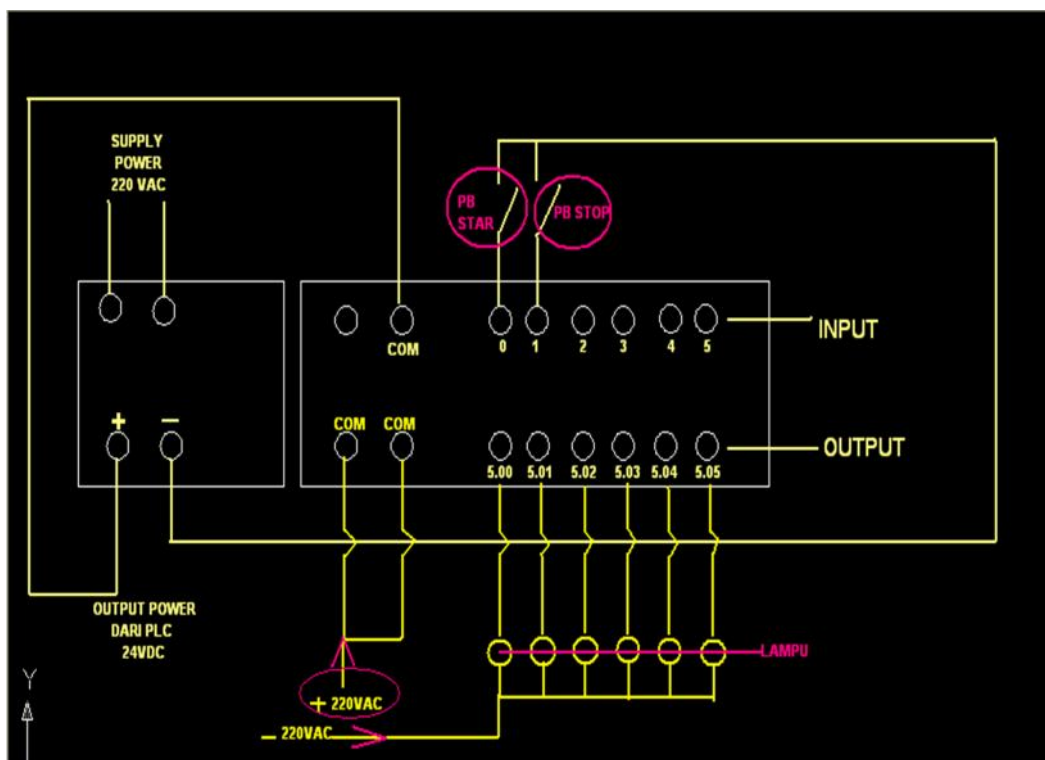 SUPPLY
POWER
220 VAC
PB
STAR
PB STOP
COM
0 1 2 3 4 5
INPUT
+ −
COM COM
OUTPUT
5.00 5.01 5.02 5.03 5.04 5.05
OUTPUT POWER
DARI PLC
24VDC
LAMPU
+ 220VAC
− 220VAC
Y